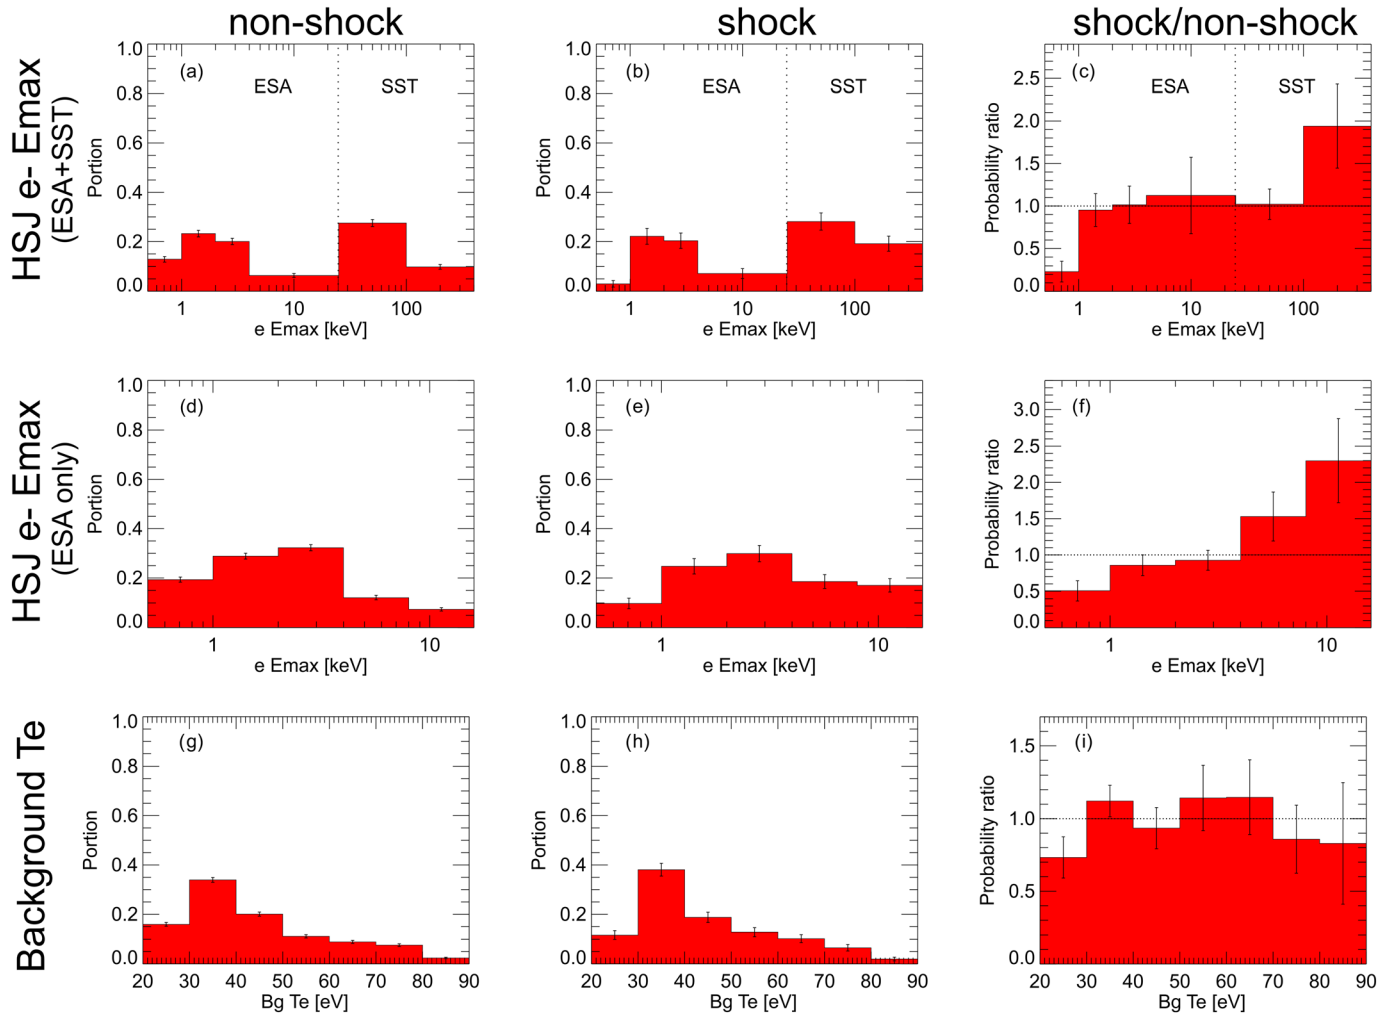 non-shock
shock
shock/non-shock
HSJ e- Emax
(ESA+SST)
(a)
ESA
SST
Portion
1.0
0.8
0.6
0.4
0.2
0.0
1
10
100
e Emax [keV]
(b)
ESA
SST
Portion
1.0
0.8
0.6
0.4
0.2
0.0
1
10
100
e Emax [keV]
(c)
ESA
SST
Probability ratio
2.5
2.0
1.5
1.0
0.5
0.0
1
10
100
e Emax [keV]
HSJ e- Emax
(ESA only)
(d)
Portion
1.0
0.8
0.6
0.4
0.2
0.0
1
10
e Emax [keV]
(e)
Portion
1.0
0.8
0.6
0.4
0.2
0.0
1
10
e Emax [keV]
(f)
Probability ratio
3.0
2.5
2.0
1.5
1.0
0.5
0.0
1
10
e Emax [keV]
Background Te
(g)
Portion
1.0
0.8
0.6
0.4
0.2
0.0
20 30 40 50 60 70 80 90
Bg Te [eV]
(h)
Portion
1.0
0.8
0.6
0.4
0.2
0.0
20 30 40 50 60 70 80 90
Bg Te [eV]
(i)
Probability ratio
1.5
1.0
0.5
0.0
20 30 40 50 60 70 80 90
Bg Te [eV]